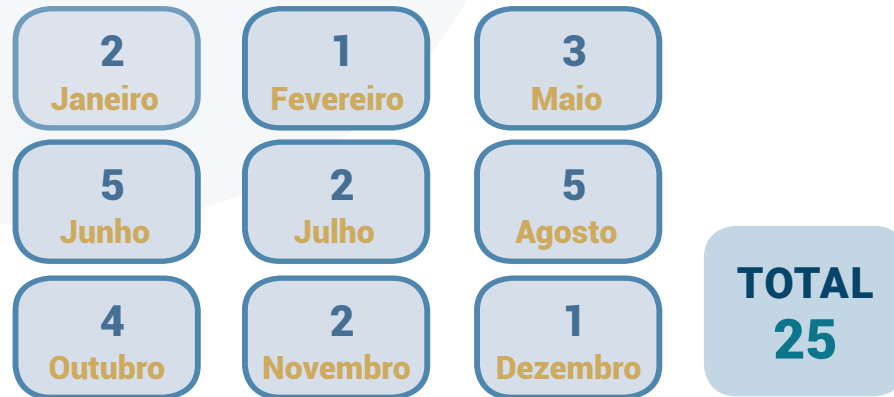 2
Janeiro
1
Fevereiro
3
Maio
5
Junho
2
Julho
5
Agosto
4
Outubro
2
Novembro
1
Dezembro
TOTAL
25